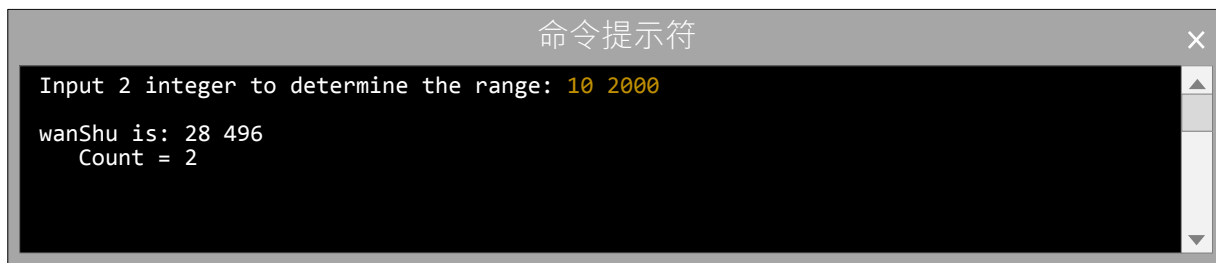 命令提示符
Input 2 integer to determine the range: 10 2000
wanShu is: 28 496
Count = 2